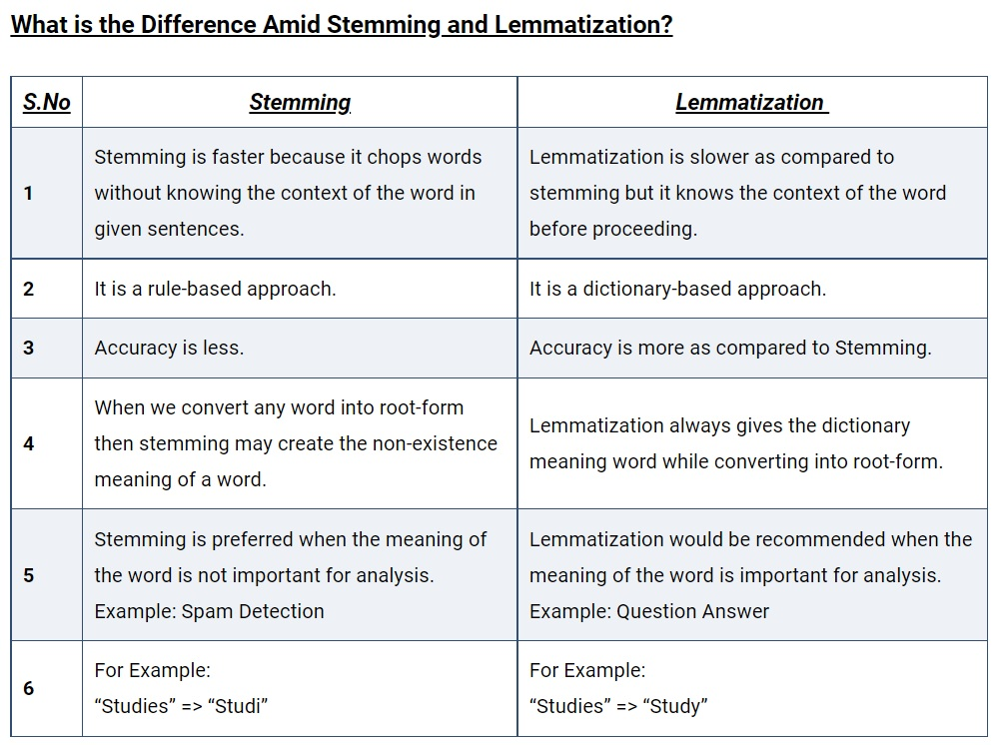 What is the Difference Amid Stemming and Lemmatization?
S.No Stemming Lemmatization
1
Stemming is faster because it chops words
without knowing the context of the word in
given sentences.
Lemmatization is slower as compared to
stemming but it knows the context of the word
before proceeding.
2
It is a rule-based approach.
It is a dictionary-based approach.
3
Accuracy is less.
Accuracy is more as compared to Stemming.
4
When we convert any word into root-form
then stemming may create the non-existence
meaning of a word.
Lemmatization always gives the dictionary
meaning word while converting into root-form.
5
Stemming is preferred when the meaning of
the word is not important for analysis.
Example: Spam Detection
Lemmatization would be recommended when the
meaning of the word is important for analysis.
Example: Question Answer
6
For Example:
“Studies” => “Studi”
For Example:
“Studies” => “Study”